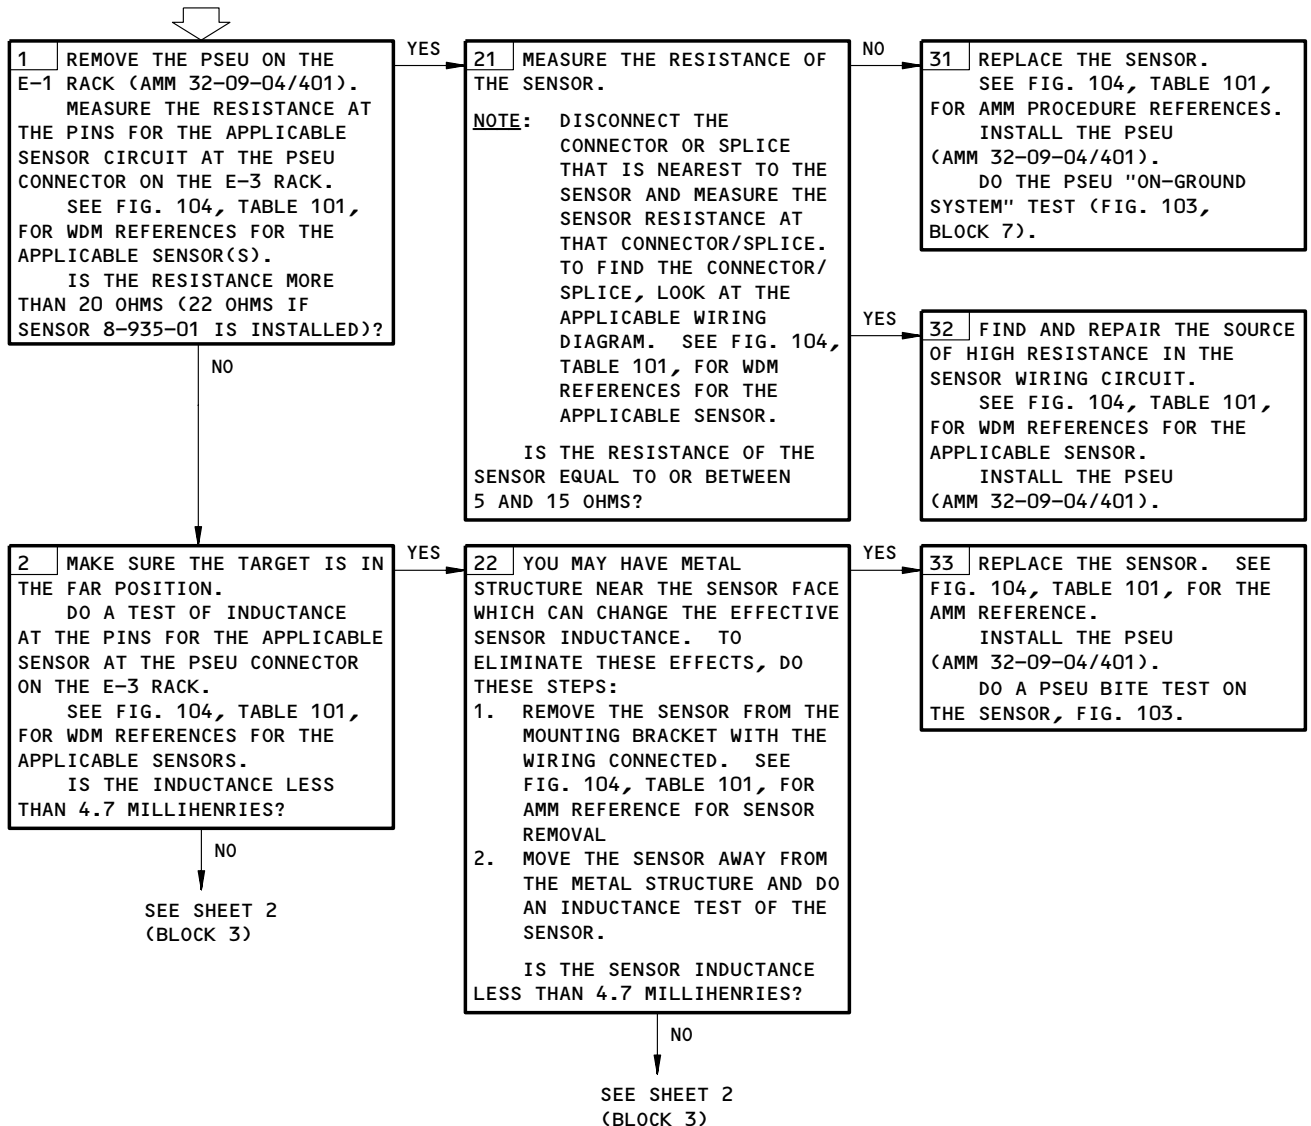 1 REMOVE THE PSEU ON THE
E-1 RACK (AMM 32-09-04/401).
MEASURE THE RESISTANCE AT
THE PINS FOR THE APPLICABLE
SENSOR CIRCUIT AT THE PSEU
CONNECTOR ON THE E-3 RACK.
SEE FIG. 104, TABLE 101,
FOR WDM REFERENCES FOR THE
APPLICABLE SENSOR(S).
IS THE RESISTANCE MORE
THAN 20 OHMS (22 OHMS IF
SENSOR 8-935-01 IS INSTALLED)?
YES
NO
21 MEASURE THE RESISTANCE OF
THE SENSOR.
NOTE: DISCONNECT THE
CONNECTOR OR SPLICE
THAT IS NEAREST TO THE
SENSOR AND MEASURE THE
SENSOR RESISTANCE AT
THAT CONNECTOR/SPLICE.
TO FIND THE CONNECTOR/
SPLICE, LOOK AT THE
APPLICABLE WIRING
DIAGRAM. SEE FIG. 104,
TABLE 101, FOR WDM
REFERENCES FOR THE
APPLICABLE SENSOR.
IS THE RESISTANCE OF THE
SENSOR EQUAL TO OR BETWEEN
5 AND 15 OHMS?
NO
31 REPLACE THE SENSOR.
SEE FIG. 104, TABLE 101,
FOR AMM PROCEDURE REFERENCES.
INSTALL THE PSEU
(AMM 32-09-04/401).
DO THE PSEU "ON-GROUND
SYSTEM" TEST (FIG. 103,
BLOCK 7).
YES
32 FIND AND REPAIR THE SOURCE
OF HIGH RESISTANCE IN THE
SENSOR WIRING CIRCUIT.
SEE FIG. 104, TABLE 101,
FOR WDM REFERENCES FOR THE
APPLICABLE SENSOR.
INSTALL THE PSEU
(AMM 32-09-04/401).
2 MAKE SURE THE TARGET IS IN
THE FAR POSITION.
DO A TEST OF INDUCTANCE
AT THE PINS FOR THE APPLICABLE
SENSOR AT THE PSEU CONNECTOR
ON THE E-3 RACK.
SEE FIG. 104, TABLE 101,
FOR WDM REFERENCES FOR THE
APPLICABLE SENSORS.
IS THE INDUCTANCE LESS
THAN 4.7 MILLIHENRIES?
YES
NO
SEE SHEET 2
(BLOCK 3)
22 YOU MAY HAVE METAL
STRUCTURE NEAR THE SENSOR FACE
WHICH CAN CHANGE THE EFFECTIVE
SENSOR INDUCTANCE. TO
ELIMINATE THESE EFFECTS, DO
THESE STEPS:
1. REMOVE THE SENSOR FROM THE
MOUNTING BRACKET WITH THE
WIRING CONNECTED. SEE
FIG. 104, TABLE 101, FOR
AMM REFERENCE FOR SENSOR
REMOVAL
2. MOVE THE SENSOR AWAY FROM
THE METAL STRUCTURE AND DO
AN INDUCTANCE TEST OF THE
SENSOR.
IS THE SENSOR INDUCTANCE
LESS THAN 4.7 MILLIHENRIES?
YES
NO
SEE SHEET 2
(BLOCK 3)
33 REPLACE THE SENSOR. SEE
FIG. 104, TABLE 101, FOR THE
AMM REFERENCE.
INSTALL THE PSEU
(AMM 32-09-04/401).
DO A PSEU BITE TEST ON
THE SENSOR, FIG. 103.